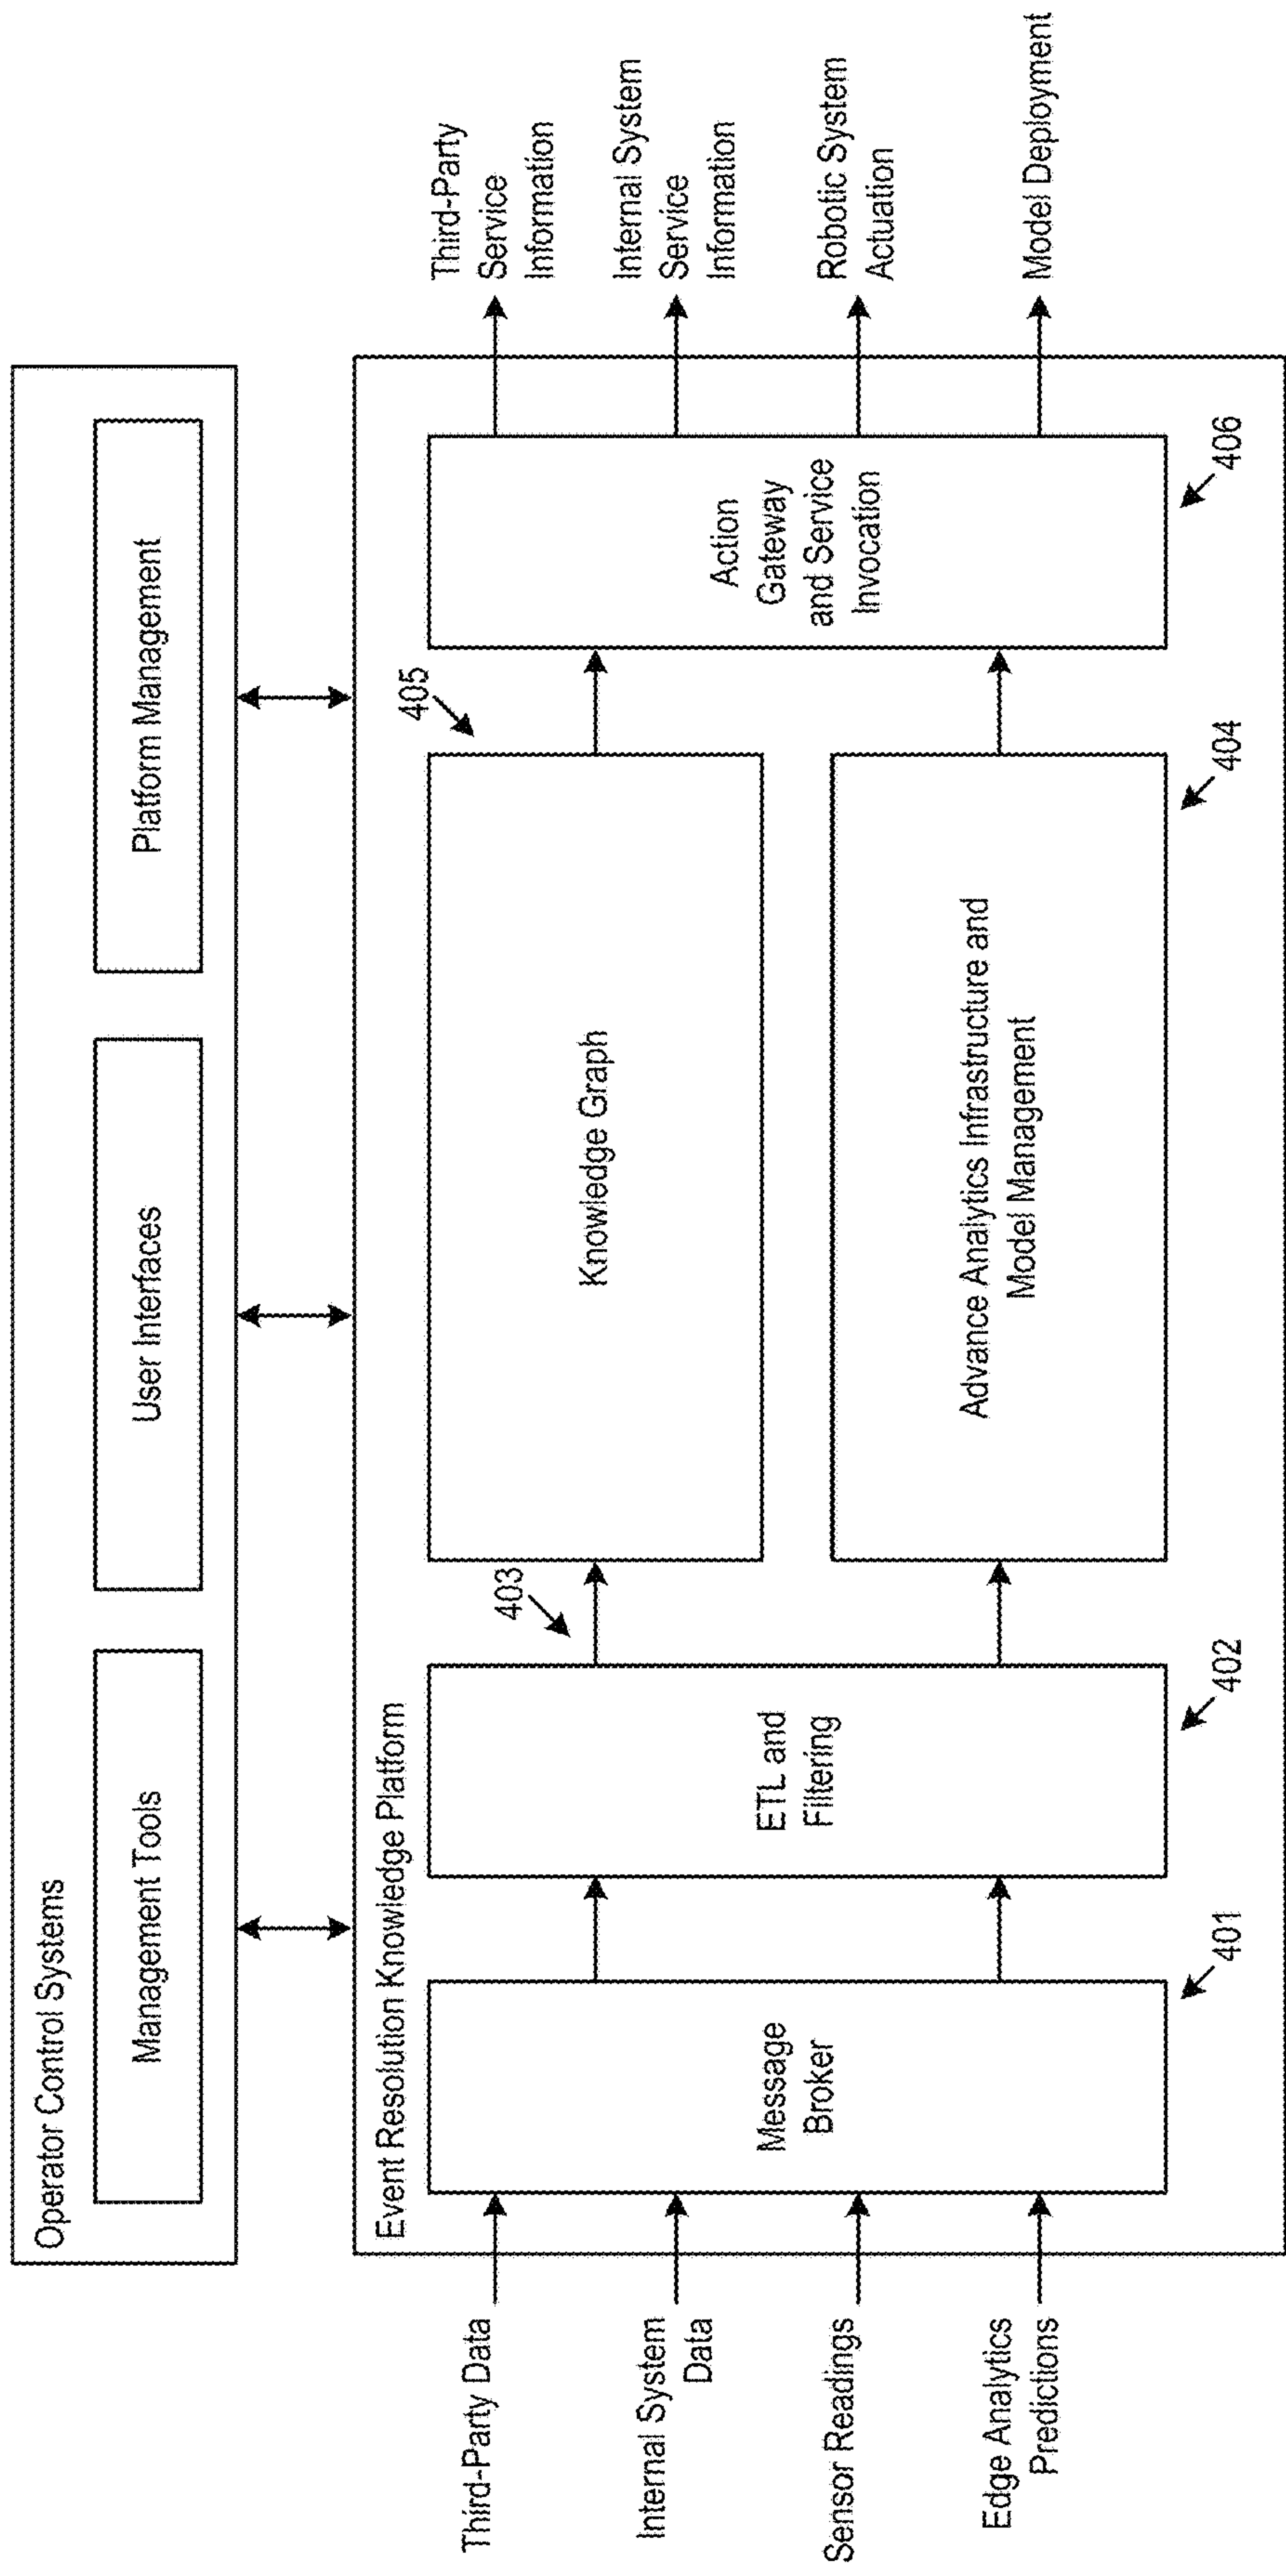 Operator Control Systems
Management Tools
User Interfaces
Platform Management
Event Resolution Knowledge Platform
Third-Party Data
Internal System
Data
Sensor Readings
Edge Analytics
Predictions
Message
Broker
401
ETL and
Filtering
402
403
Knowledge Graph
405
Advance Analytics Infrastructure and
Model Management
404
Action
Gateway
and Service
Invocation
406
Third-Party
Service
Information
Internal System
Service
Information
Robotic System
Actuation
Model Deployment